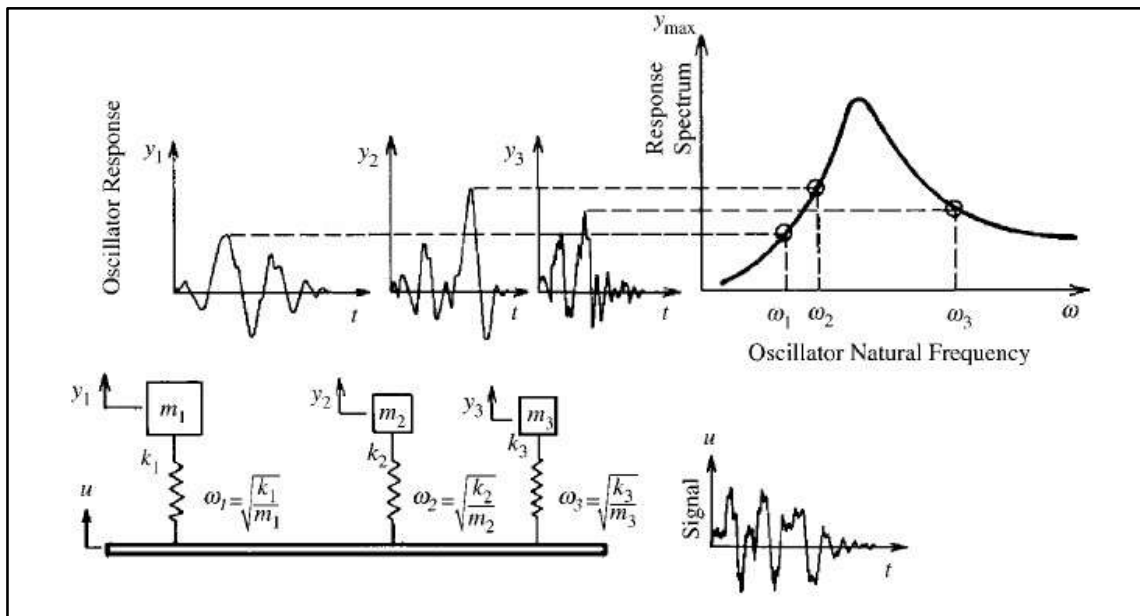 y_max
Response
Spectrum
Oscillator Response
y₁
y₂
y₃
t
t
t
ω₁
ω₂
ω₃
ω
Oscillator Natural Frequency
y₁
m₁
y₂
m₂
y₃
m₃
k₁
k₂
k₃
u
ω₁=√(k₁/m₁)
ω₂=√(k₂/m₂)
ω₃=√(k₃/m₃)
u
Signal
t